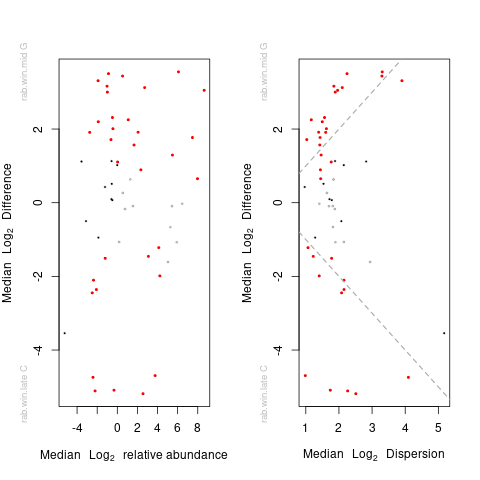 rab.win.mid G
rab.win.late C
Median Log2 Difference
-4
-2
0
2
-4
0
2
4
6
8
Median Log2 relative abundance
rab.win.mid G
rab.win.late C
Median Log2 Difference
-4
-2
0
2
1
2
3
4
5
Median Log2 Dispersion